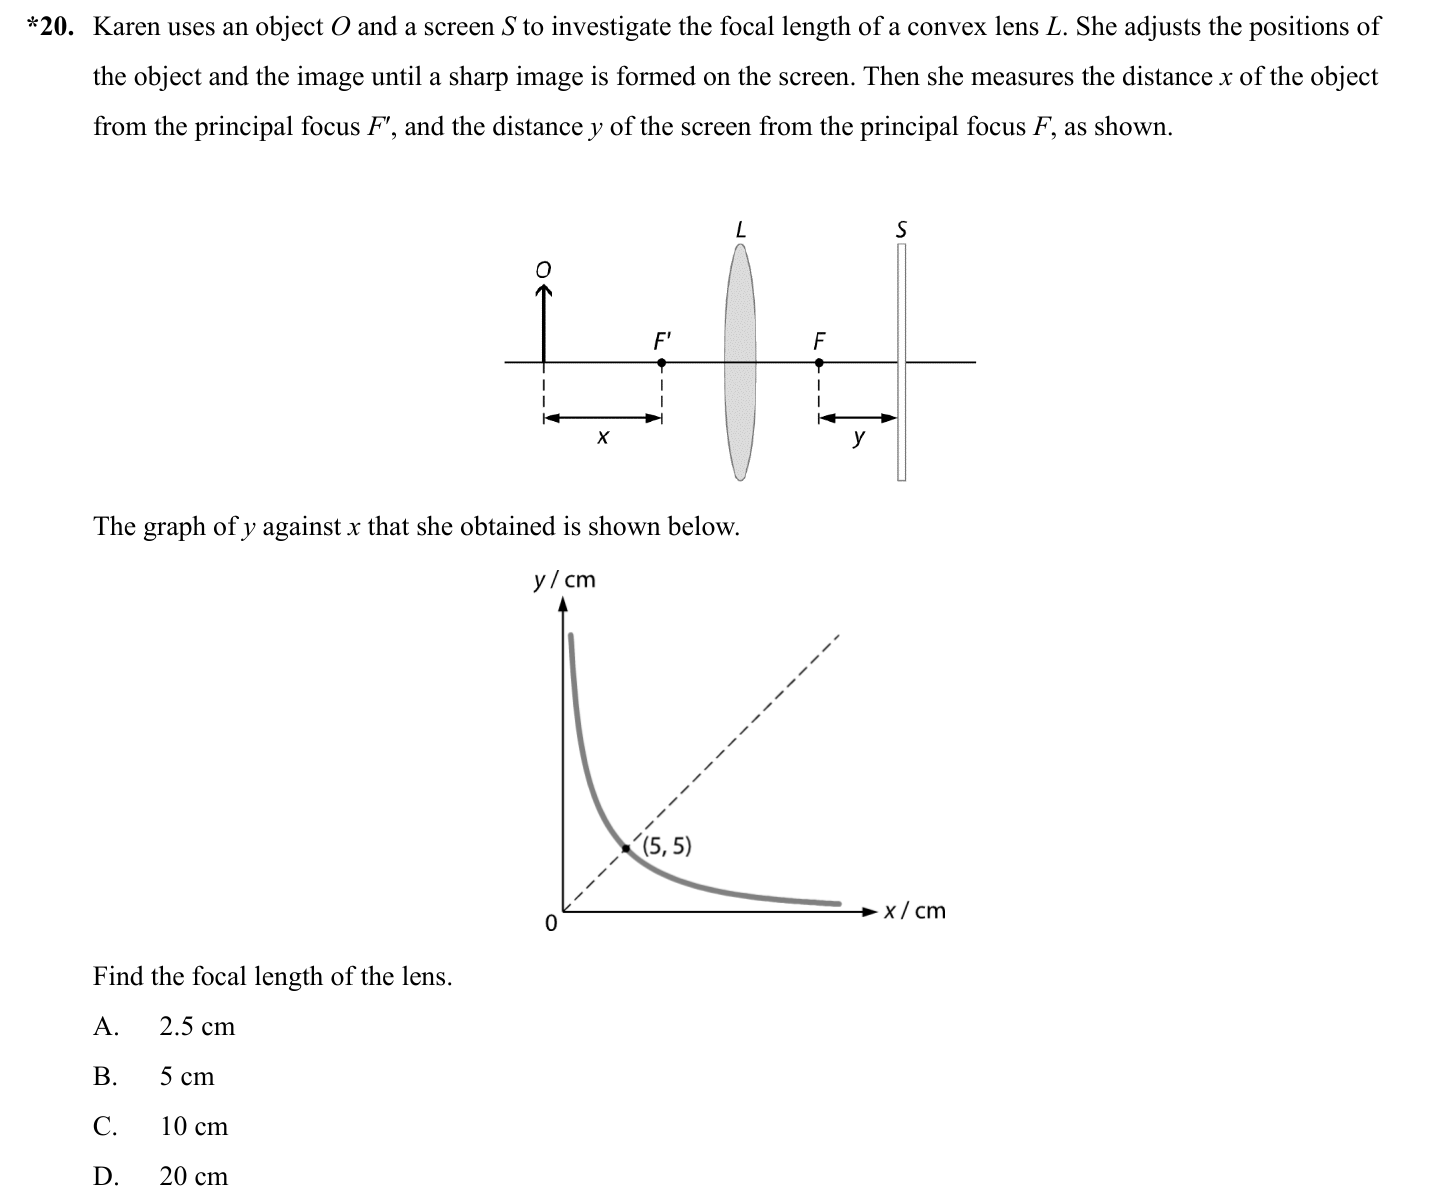 *20. Karen uses an object O and a screen S to investigate the focal length of a convex lens L. She adjusts the positions of
the object and the image until a sharp image is formed on the screen. Then she measures the distance x of the object
from the principal focus F', and the distance y of the screen from the principal focus F, as shown.
L
S
O
F'
F
x
y
The graph of y against x that she obtained is shown below.
y / cm
(5, 5)
0
x / cm
Find the focal length of the lens.
A. 2.5 cm
B. 5 cm
C. 10 cm
D. 20 cm